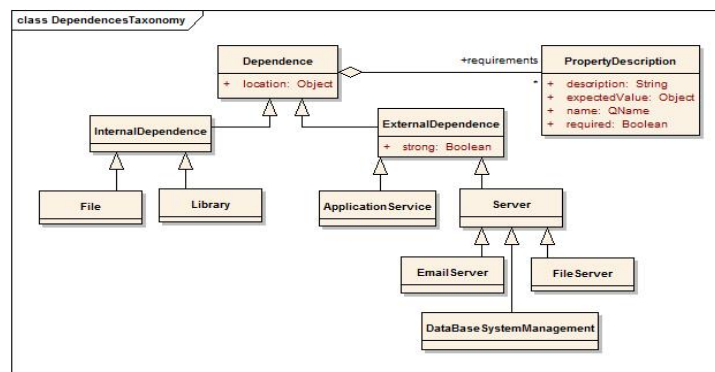 class DependencesTaxonomy
Dependence
+ location: Object
+requirements
*
PropertyDescription
+ description: String
+ expectedValue: Object
+ name: QName
+ required: Boolean
InternalDependence
ExternalDependence
+ strong: Boolean
File
Library
ApplicationService
Server
EmailServer
FileServer
DataBaseSystemManagement